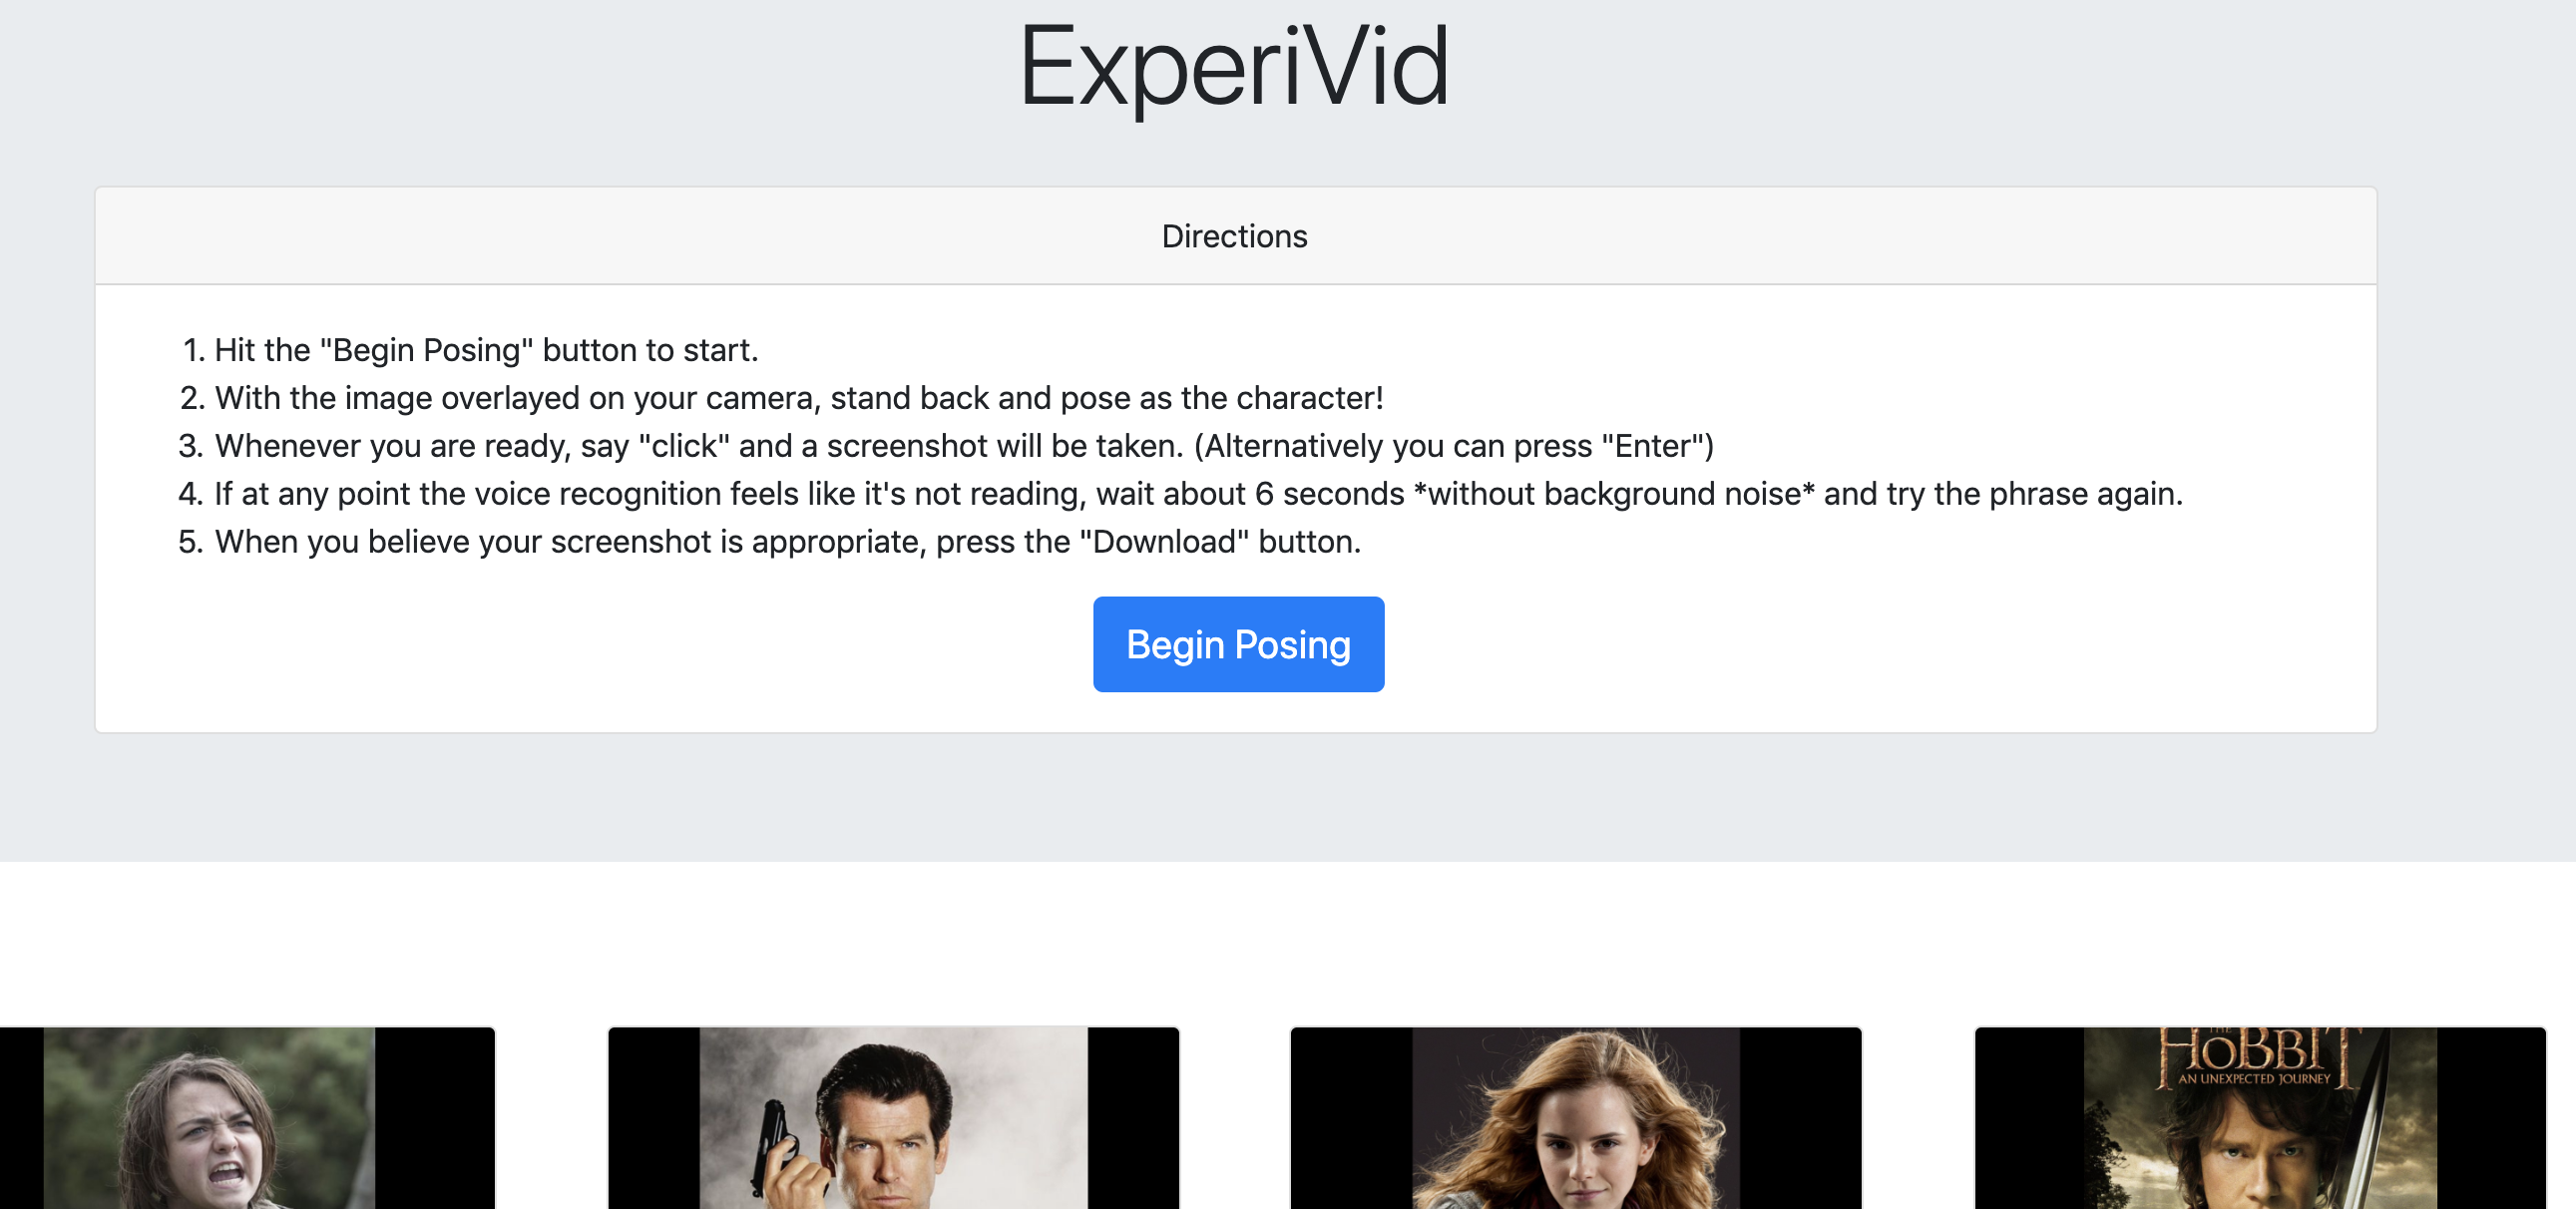 ExperiVid
Directions
1. Hit the "Begin Posing" button to start.
2. With the image overlayed on your camera, stand back and pose as the character!
3. Whenever you are ready, say "click" and a screenshot will be taken. (Alternatively you can press "Enter")
4. If at any point the voice recognition feels like it's not reading, wait about 6 seconds *without background noise* and try the phrase again.
5. When you believe your screenshot is appropriate, press the "Download" button.
Begin Posing
THE
HOBBIT
AN UNEXPECTED JOURNEY